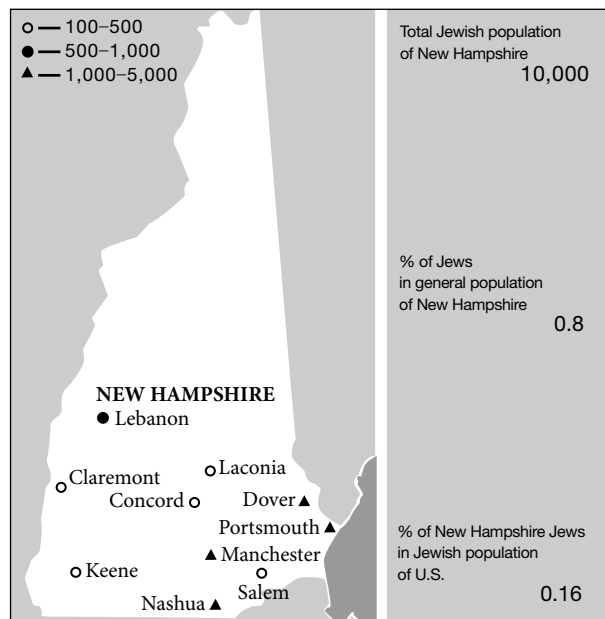 100–500
500–1,000
1,000–5,000
Total Jewish population
of New Hampshire
10,000
% of Jews
in general population
of New Hampshire
0.8
NEW HAMPSHIRE
Lebanon
Laconia
Claremont
Concord
Dover
Portsmouth
Manchester
Keene
Salem
Nashua
% of New Hampshire Jews
in Jewish population
of U.S.
0.16